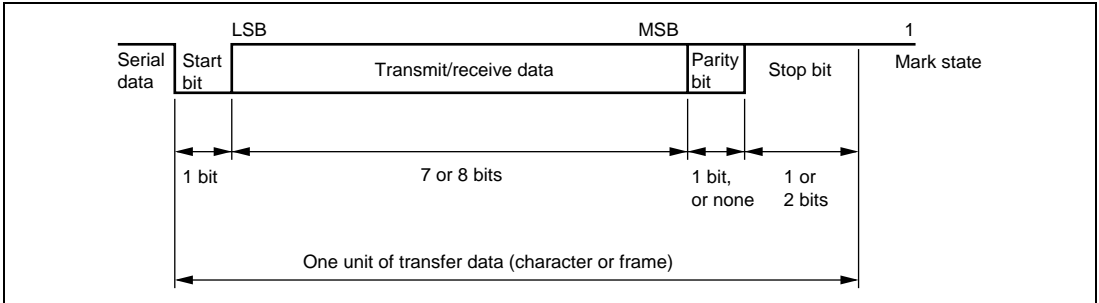 LSB MSB 1
Serial data
Start bit
Transmit/receive data
Parity bit
Stop bit
Mark state
1 bit
7 or 8 bits
1 bit, or none
1 or 2 bits
One unit of transfer data (character or frame)